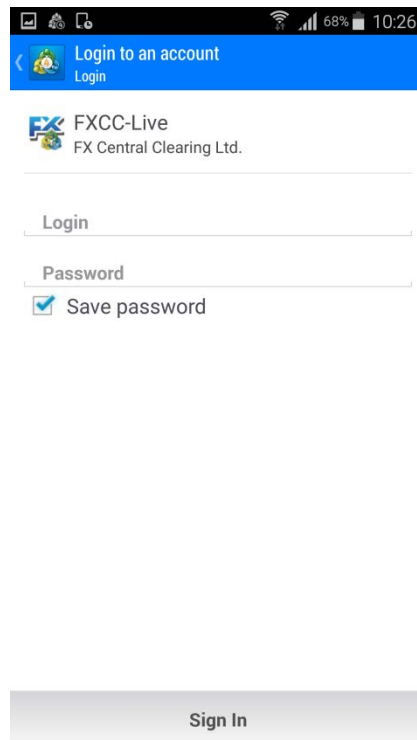 68% 10:26
Login to an account
Login
FX
FXCC-Live
FX Central Clearing Ltd.
Login
Password
Save password
Sign In